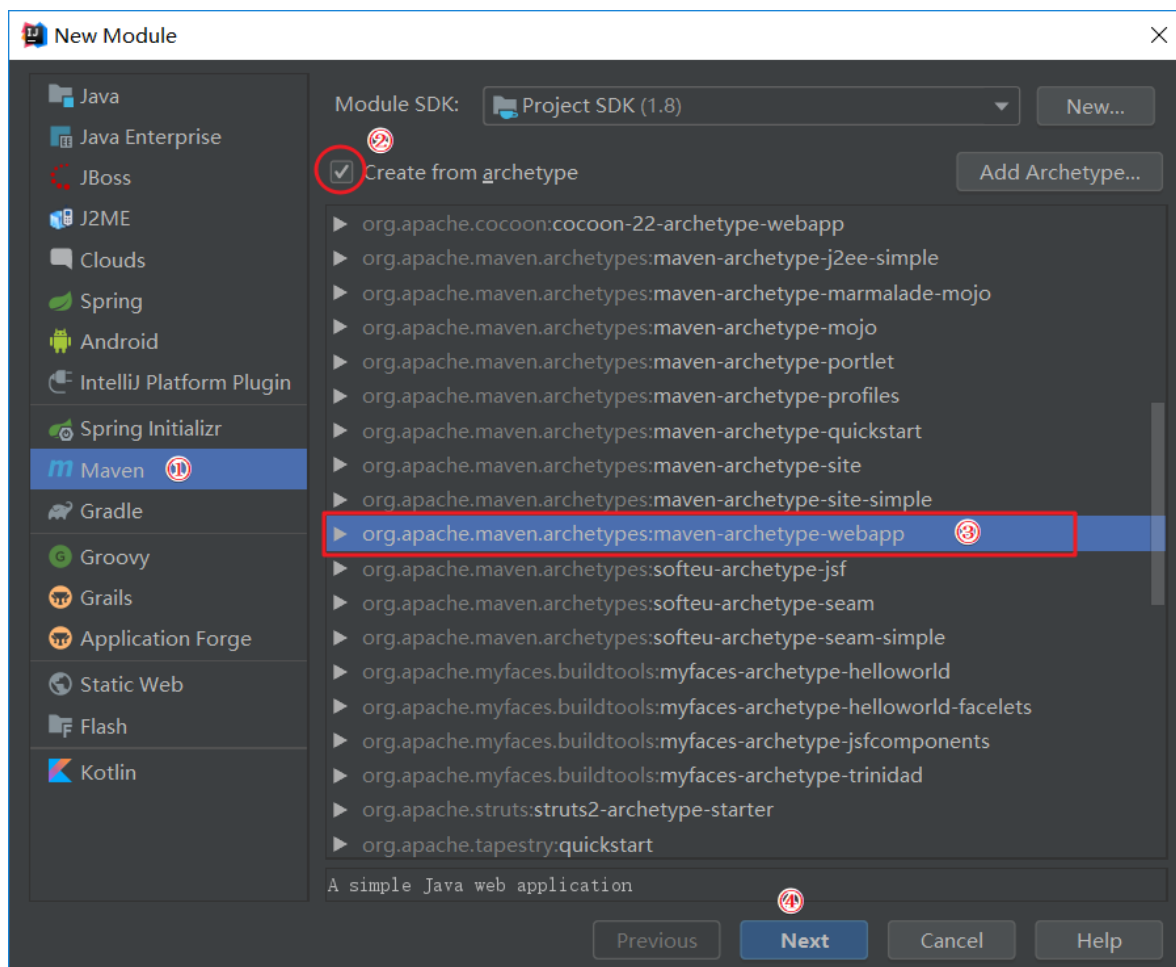 New Module
Java
Java Enterprise
JBoss
J2ME
Clouds
Spring
Android
IntelliJ Platform Plugin
Spring Initializr
Maven ①
Gradle
Groovy
Grails
Application Forge
Static Web
Flash
Kotlin
Module SDK: Project SDK (1.8) New...
②
Create from archetype Add Archetype...
org.apache.cocoon:cocoon-22-archetype-webapp
org.apache.maven.archetypes:maven-archetype-j2ee-simple
org.apache.maven.archetypes:maven-archetype-marmalade-mojo
org.apache.maven.archetypes:maven-archetype-mojo
org.apache.maven.archetypes:maven-archetype-portlet
org.apache.maven.archetypes:maven-archetype-profiles
org.apache.maven.archetypes:maven-archetype-quickstart
org.apache.maven.archetypes:maven-archetype-site
org.apache.maven.archetypes:maven-archetype-site-simple
org.apache.maven.archetypes:maven-archetype-webapp ③
org.apache.maven.archetypes:softeu-archetype-jsf
org.apache.maven.archetypes:softeu-archetype-seam
org.apache.maven.archetypes:softeu-archetype-seam-simple
org.apache.myfaces.buildtools:myfaces-archetype-helloworld
org.apache.myfaces.buildtools:myfaces-archetype-helloworld-facelets
org.apache.myfaces.buildtools:myfaces-archetype-jsfcomponents
org.apache.myfaces.buildtools:myfaces-archetype-trinidad
org.apache.struts:struts2-archetype-starter
org.apache.tapestry:quickstart
A simple Java web application
④
Previous Next Cancel Help